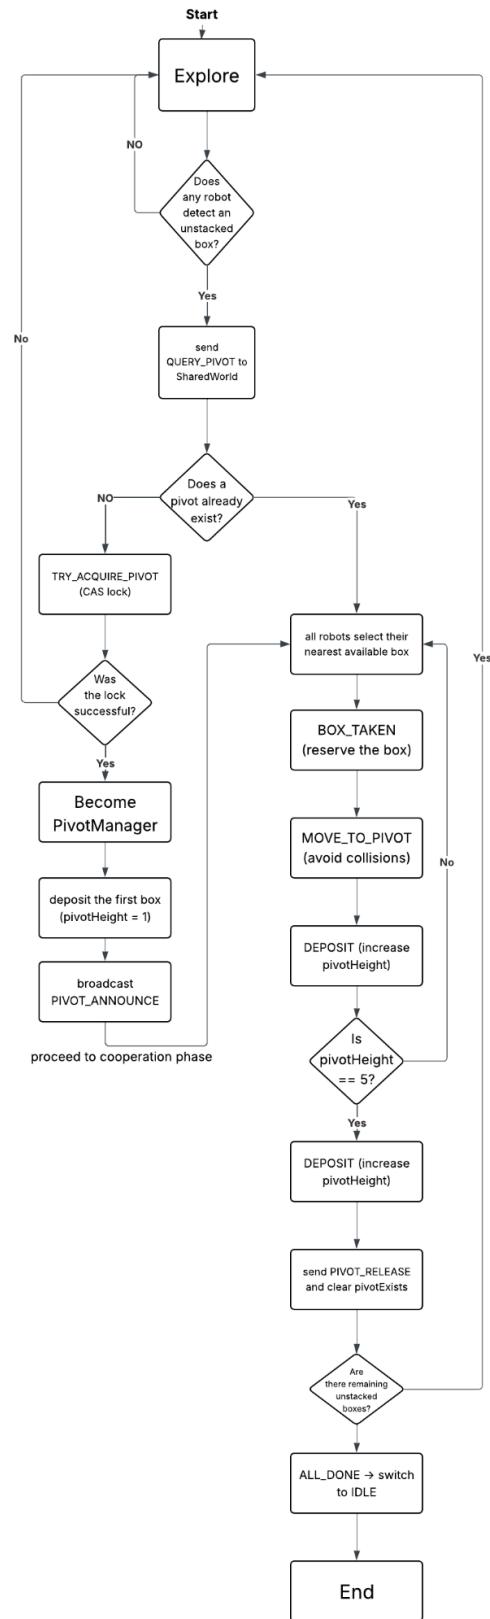 Start
Explore
NO
Does
any robot
detect an
unstacked
box?
Yes
No
send
QUERY_PIVOT to
SharedWorld
Does a
pivot already
exist?
NO
Yes
TRY_ACQUIRE_PIVOT
(CAS lock)
all robots select their
nearest available box
Yes
Was
the lock
successful?
BOX_TAKEN
(reserve the box)
Yes
Become
PivotManager
MOVE_TO_PIVOT
(avoid collisions)
No
deposit the first box
(pivotHeight = 1)
DEPOSIT (increase
pivotHeight)
broadcast
PIVOT_ANNOUNCE
proceed to cooperation phase
Is
pivotHeight
== 5?
Yes
DEPOSIT (increase
pivotHeight)
send PIVOT_RELEASE
and clear pivotExists
Are
there remaining
unstacked
boxes?
ALL_DONE → switch
to IDLE
End